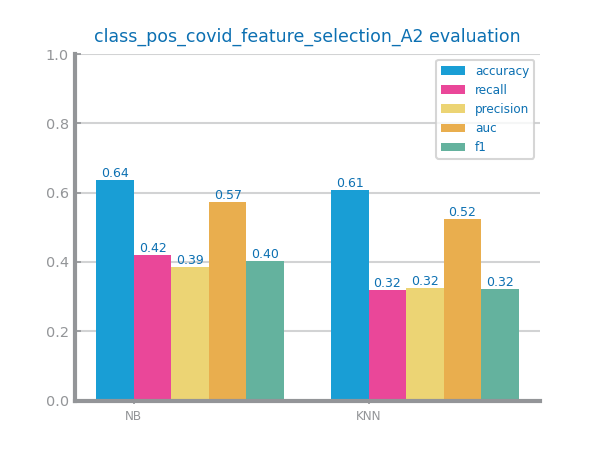 class_pos_covid_feature_selection_A2 evaluation
1.0
0.8
0.6
0.4
0.2
0.0
accuracy
recall
precision
auc
f1
0.64
0.42
0.39
0.57
0.40
0.61
0.32
0.32
0.52
0.32
NB
KNN